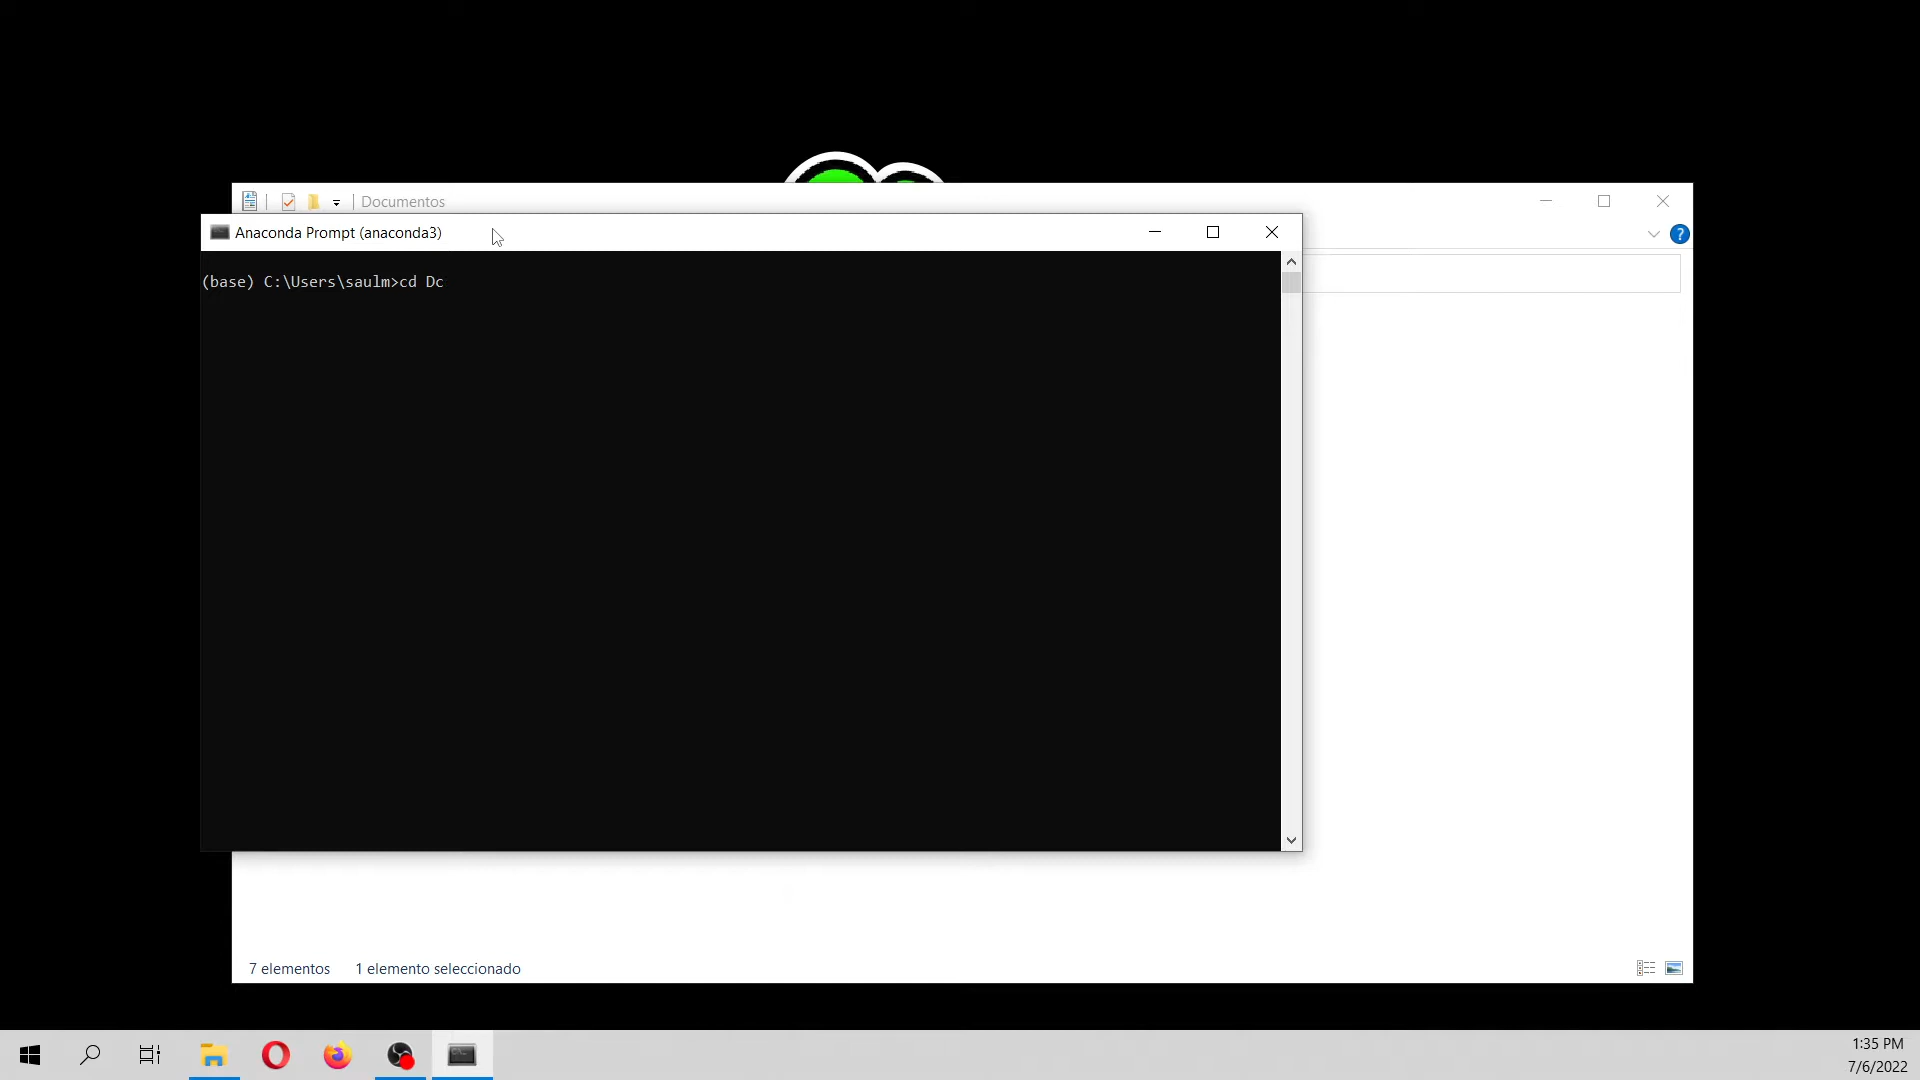 Documentos
Anaconda Prompt (anaconda3)
?
(base) C:\Users\saulm>cd Dc
7 elementos 1 elemento seleccionado
1:35 PM
7/6/2022